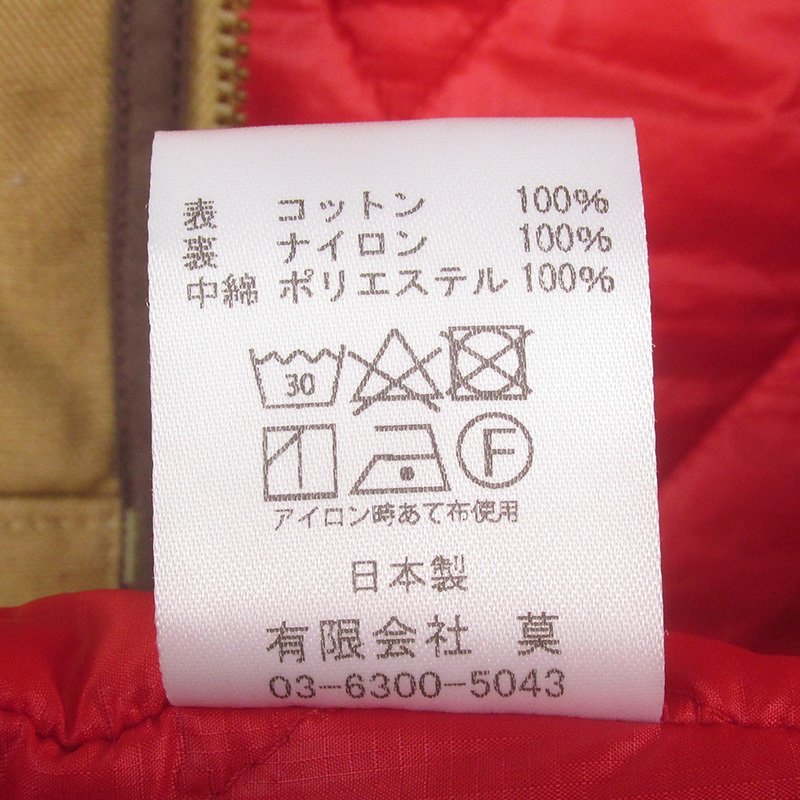 表 コットン 100%
裏 ナイロン 100%
中綿 ポリエステル 100%
30
F
アイロン時あて布使用
日本製
有限会社 莫
03-6300-5043